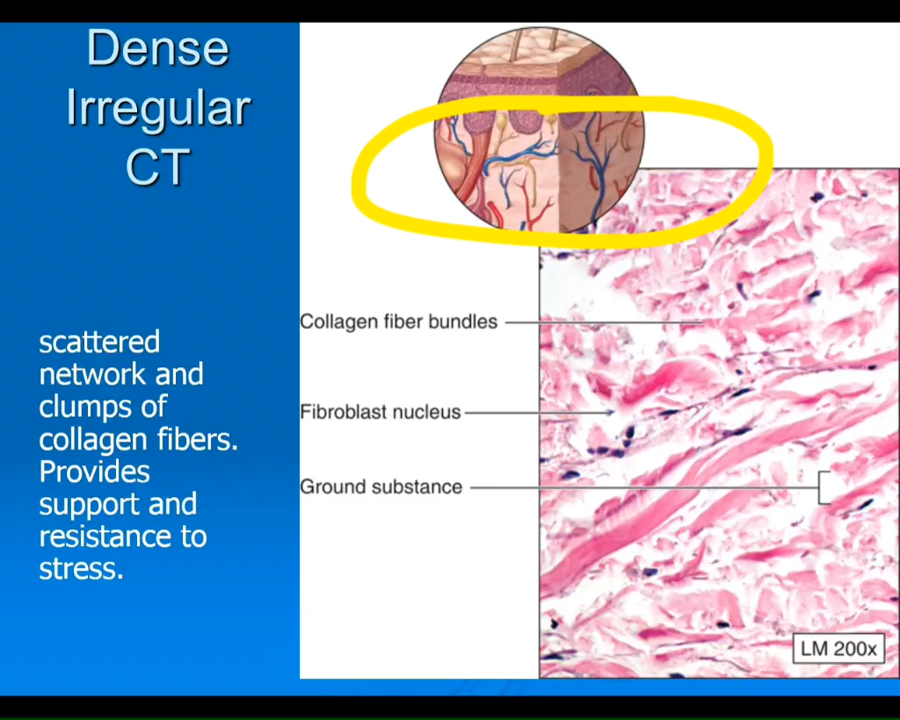 Dense
Irregular
CT
scattered
network and
clumps of
collagen fibers.
Provides
support and
resistance to
stress.
Collagen fiber bundles
Fibroblast nucleus
Ground substance
LM 200x